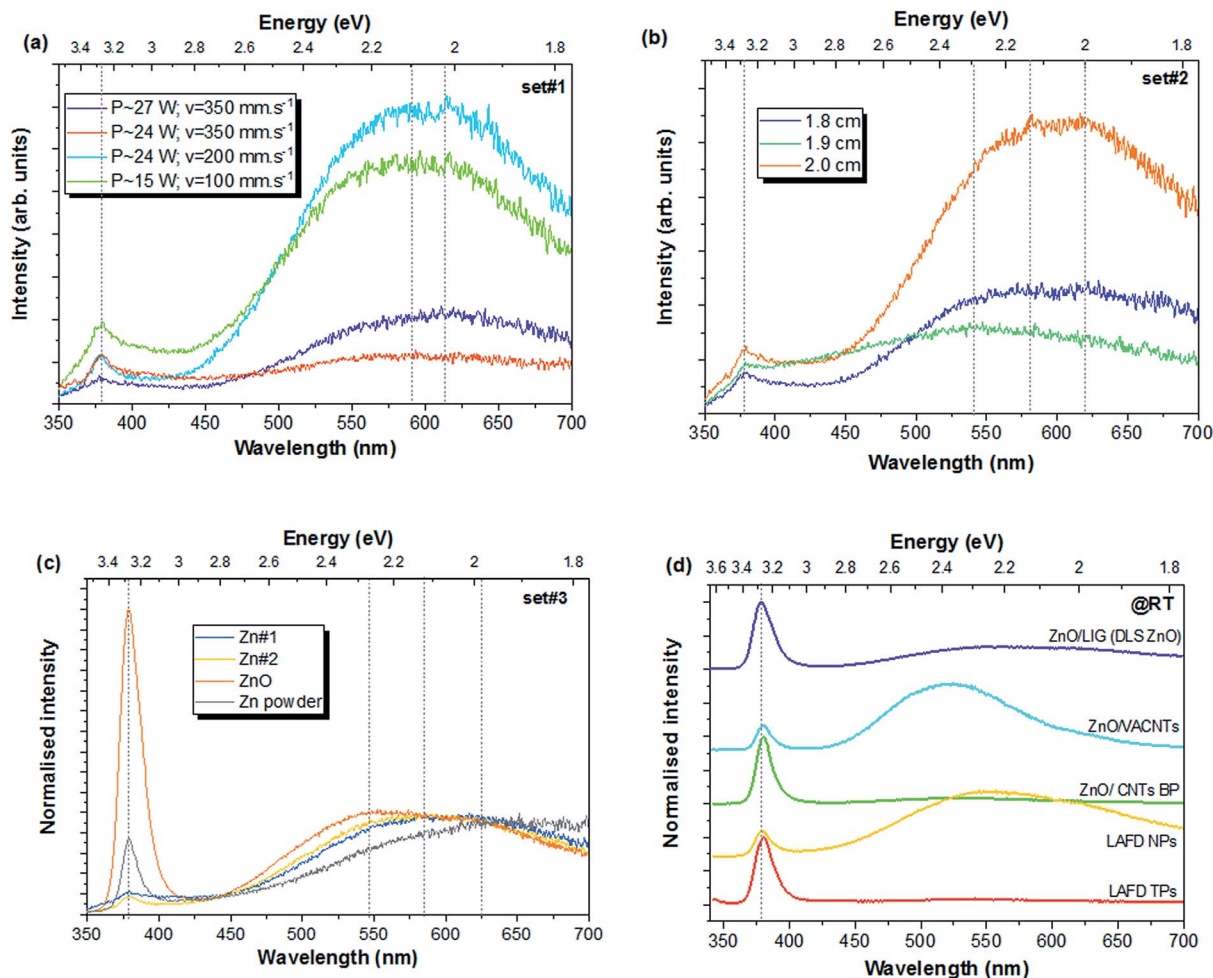 Energy (eV)
(a)
3.4 3.2 3 2.8 2.6 2.4 2.2 2 1.8
set#1
P~27 W; v=350 mm.s-1
P~24 W; v=350 mm.s-1
P~24 W; v=200 mm.s-1
P~15 W; v=100 mm.s-1
Intensity (arb. units)
350 400 450 500 550 600 650 700
Wavelength (nm)
Energy (eV)
(b)
3.4 3.2 3 2.8 2.6 2.4 2.2 2 1.8
set#2
1.8 cm
1.9 cm
2.0 cm
Intensity (arb. units)
350 400 450 500 550 600 650 700
Wavelength (nm)
Energy (eV)
(c)
3.4 3.2 3 2.8 2.6 2.4 2.2 2 1.8
set#3
Zn#1
Zn#2
ZnO
Zn powder
Normalised intensity
350 400 450 500 550 600 650 700
Wavelength (nm)
Energy (eV)
(d)
3.6 3.4 3.2 3 2.8 2.6 2.4 2.2 2 1.8
@RT
ZnO/LIG (DLS ZnO)
ZnO/VACNTs
ZnO/ CNTs BP
LAFD NPs
LAFD TPs
Normalised intensity
350 400 450 500 550 600 650 700
Wavelength (nm)